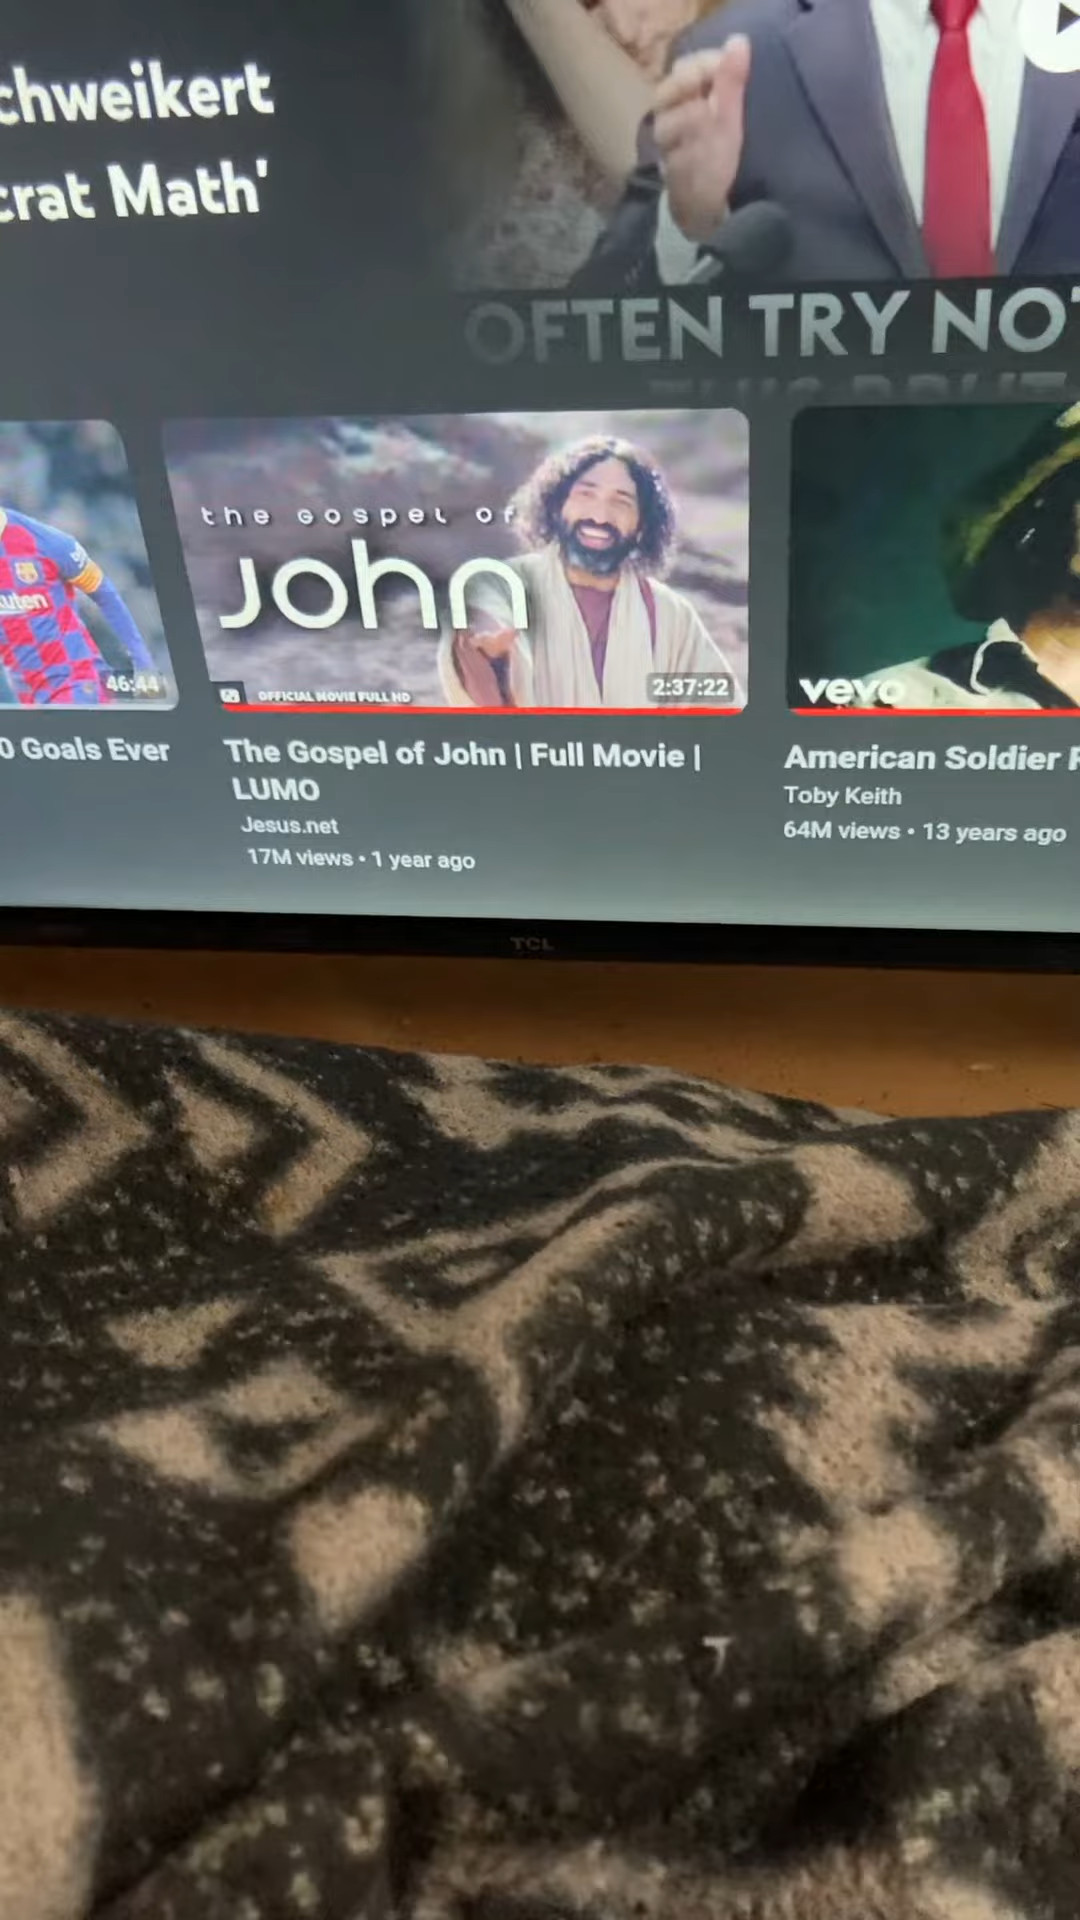 chweikert
crat Math'
OFTEN TRY NO
the GOSPEL of
John
OFFICIAL MOVIE FULL HD
2:37:22
uten
46:44
vevo
0 Goals Ever
The Gospel of John | Full Movie |
LUMO
Jesus.net
17M views • 1 year ago
American Soldier
Toby Keith
64M views • 13 years ago
TCL